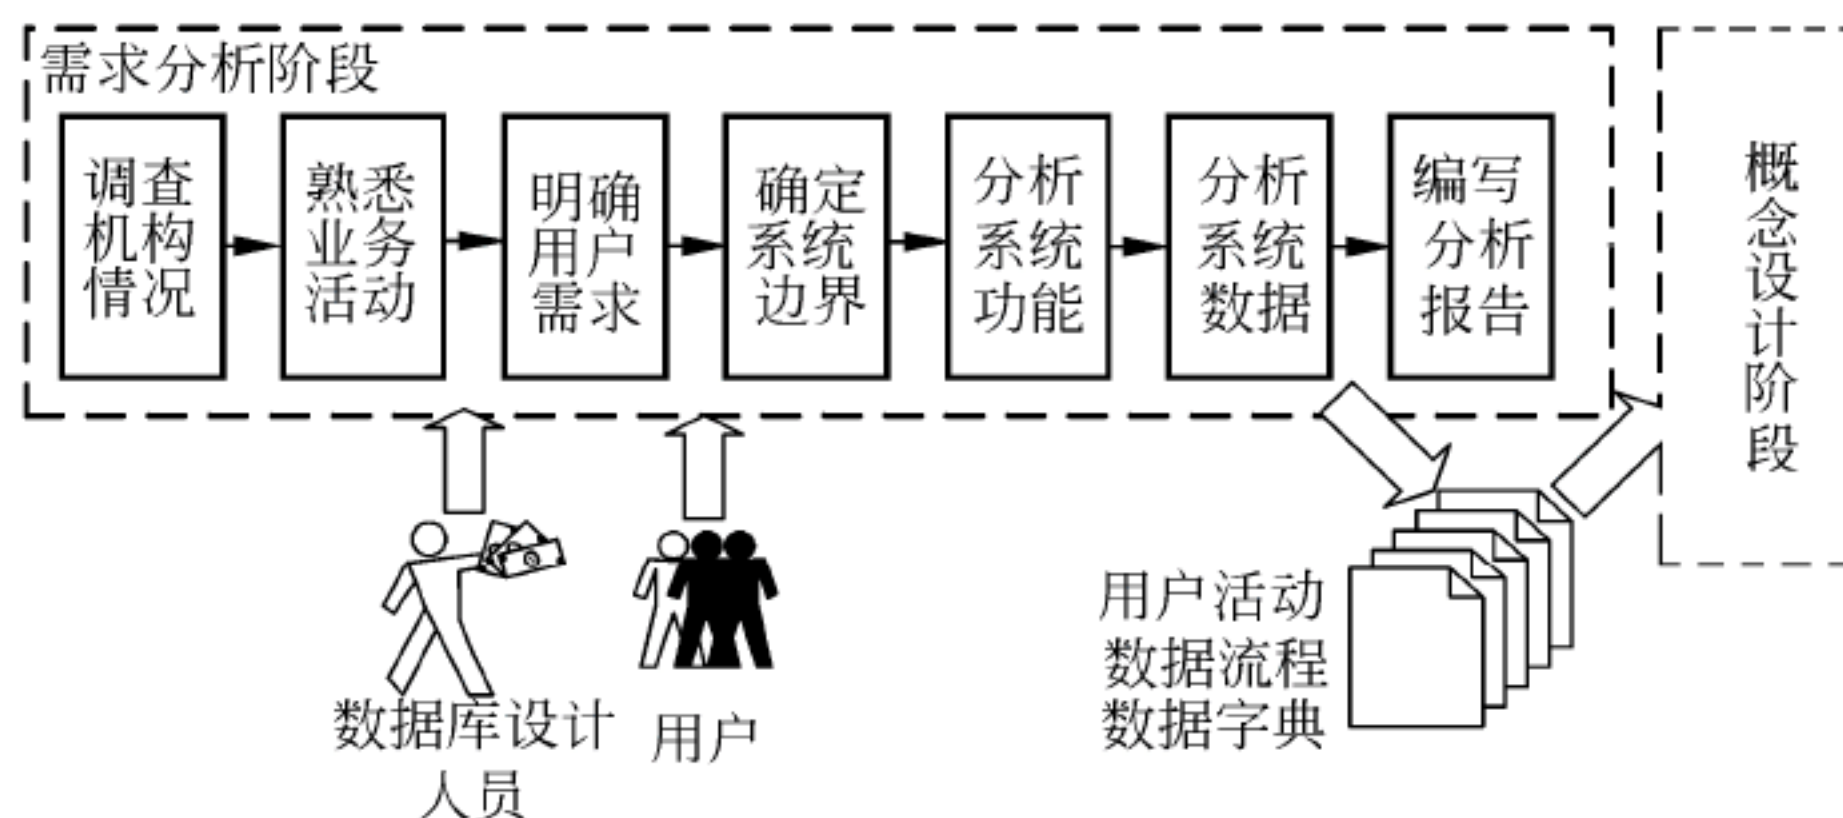 需求分析阶段
调查
机构
情况
熟悉
业务
活动
明确
用户
需求
确定
系统
边界
分析
系统
功能
分析
系统
数据
编写
分析
报告
概
念
设
计
阶
段
数据库设计
人员
用户
用户活动
数据流程
数据字典